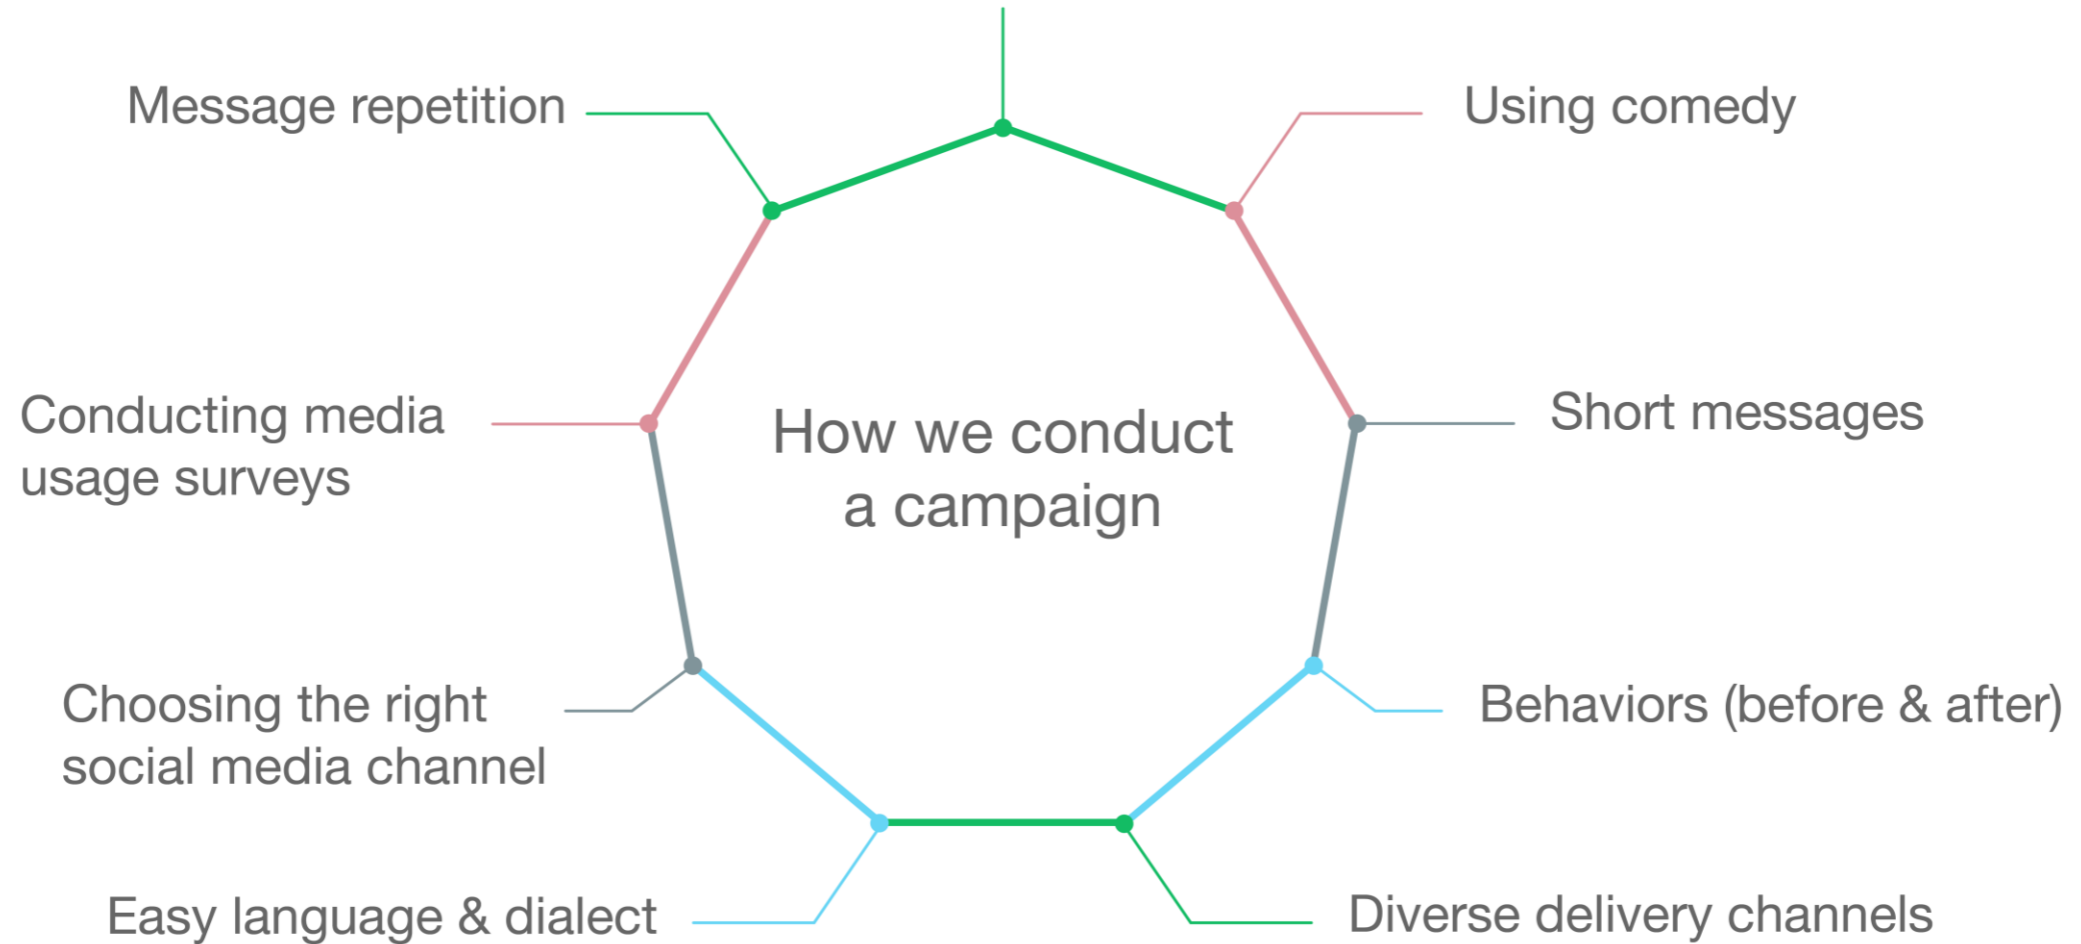 Message repetition
Using comedy
Conducting media
usage surveys
How we conduct
a campaign
Short messages
Choosing the right
social media channel
Behaviors (before & after)
Easy language & dialect
Diverse delivery channels